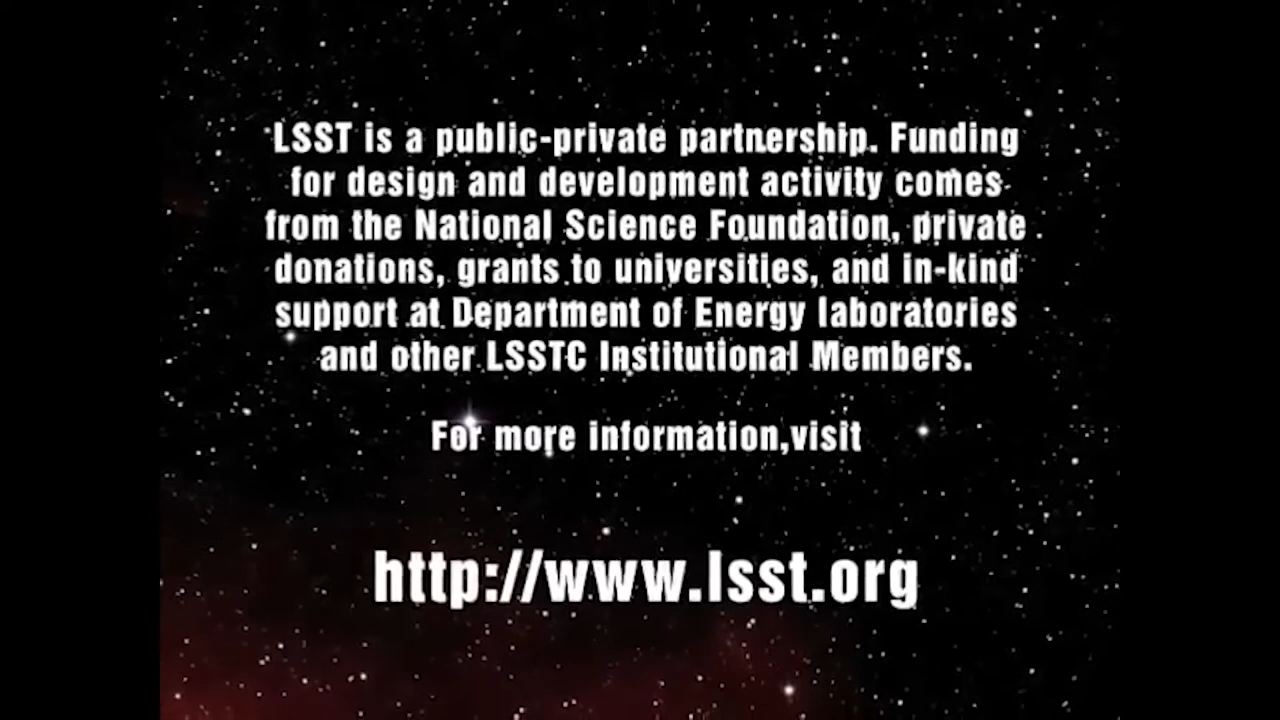 LSST is a public-private partnership. Funding
for design and development activity comes
from the National Science Foundation, private
donations, grants to universities, and in-kind
support at Department of Energy laboratories
and other LSSTC Institutional Members.
For more information,visit
http://www.lsst.org